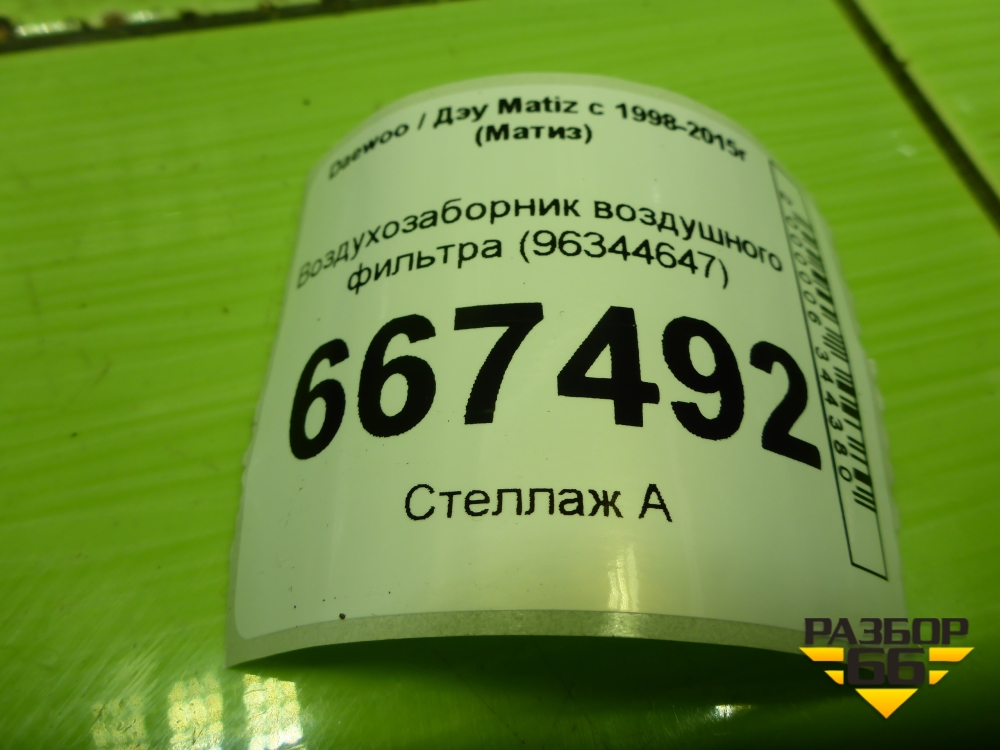 Daewoo / Дэу Matiz с 1998-2015г
(Матиз)
Воздухозаборник воздушного
фильтра (96344647)
667492
Стеллаж А
РАЗБОР
66